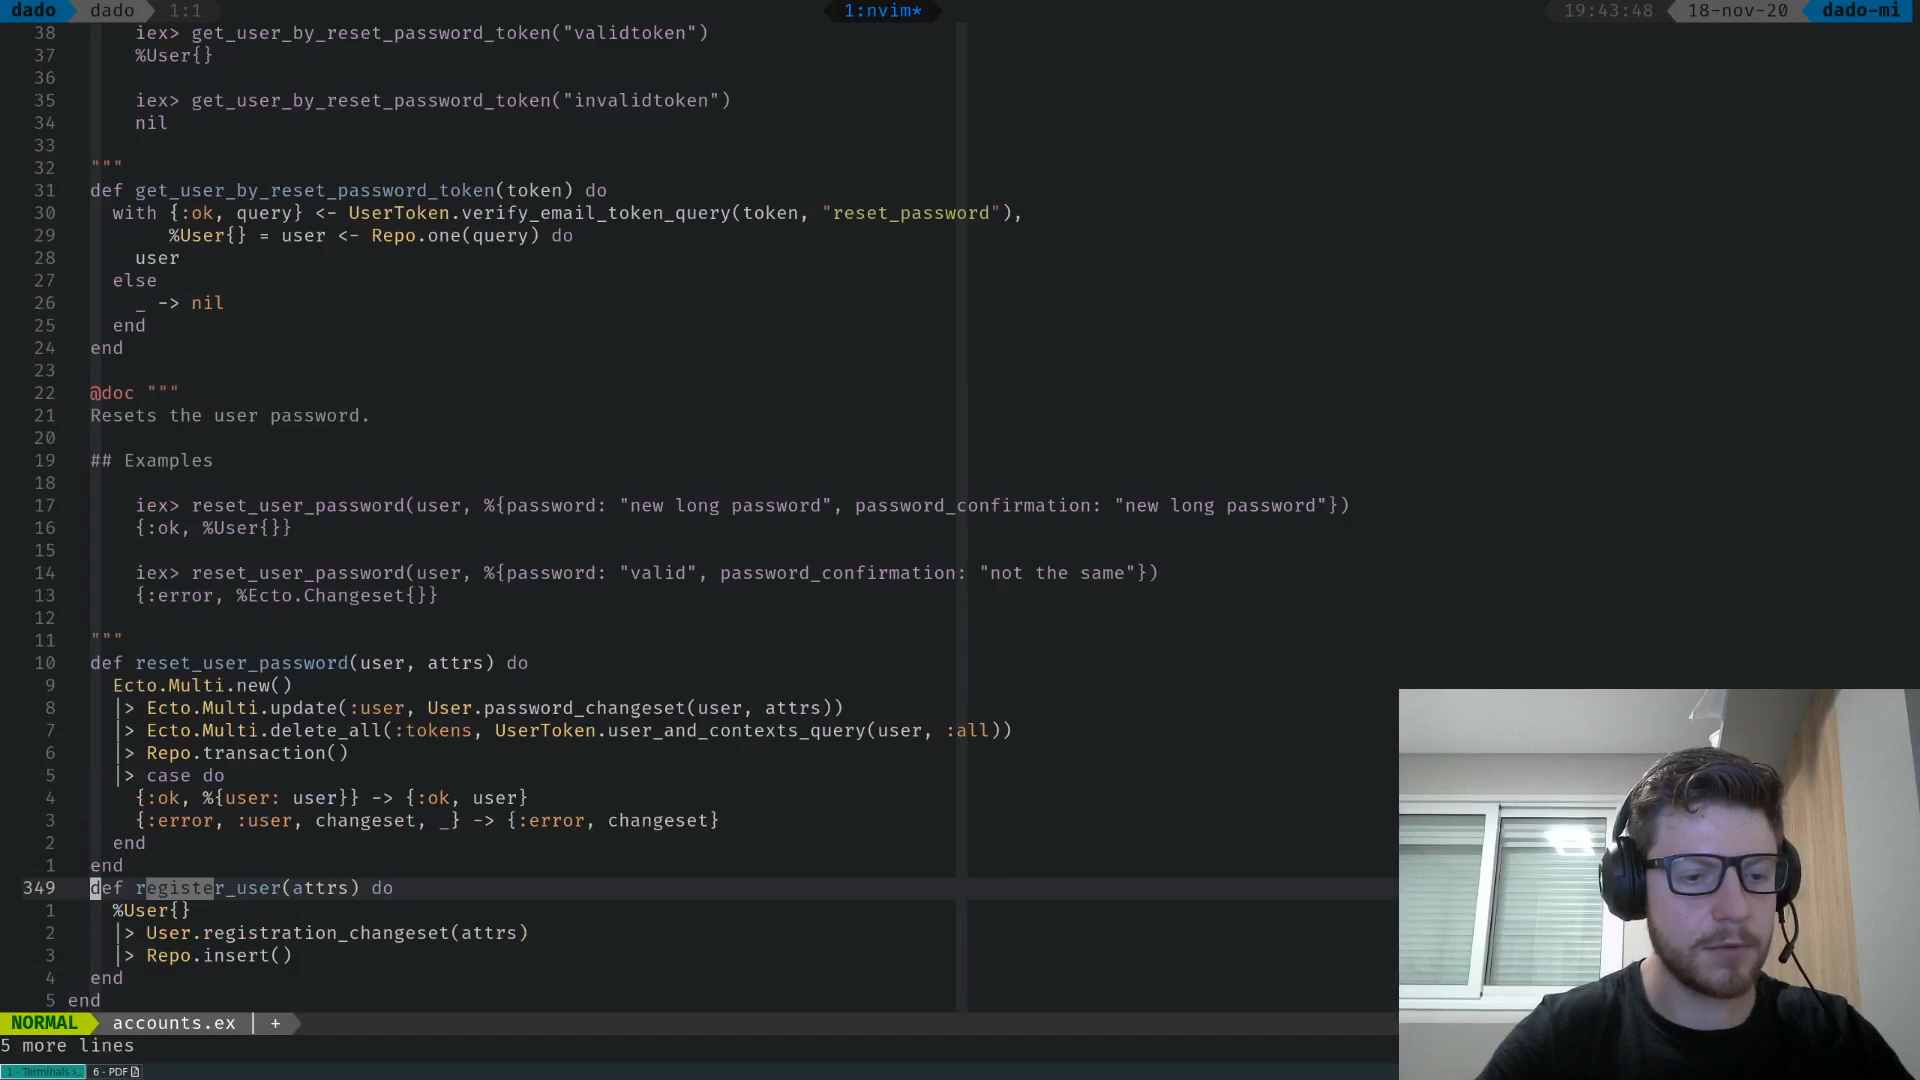 dado dado 1:1 1:nvim* 19:43:48 18-nov-20 dado-mi
38 iex> get_user_by_reset_password_token("validtoken")
37 %User{}
36
35 iex> get_user_by_reset_password_token("invalidtoken")
34 nil
33
32 """
31 def get_user_by_reset_password_token(token) do
30 with {:ok, query} <- UserToken.verify_email_token_query(token, "reset_password"),
29 %User{} = user <- Repo.one(query) do
28 user
27 else
26 _ -> nil
25 end
24 end
23
22 @doc """
21 Resets the user password.
20
19 ## Examples
18
17 iex> reset_user_password(user, %{password: "new long password", password_confirmation: "new long password"})
16 {:ok, %User{}}
15
14 iex> reset_user_password(user, %{password: "valid", password_confirmation: "not the same"})
13 {:error, %Ecto.Changeset{}}
12
11 """
10 def reset_user_password(user, attrs) do
9 Ecto.Multi.new()
8 |> Ecto.Multi.update(:user, User.password_changeset(user, attrs))
7 |> Ecto.Multi.delete_all(:tokens, UserToken.user_and_contexts_query(user, :all))
6 |> Repo.transaction()
5 |> case do
4 {:ok, %{user: user}} -> {:ok, user}
3 {:error, :user, changeset, _} -> {:error, changeset}
2 end
1 end
349 def register_user(attrs) do
1 %User{}
2 |> User.registration_changeset(attrs)
3 |> Repo.insert()
4 end
5 end
NORMAL accounts.ex | +
5 more lines
1 - Terminals >_ 6 - PDF